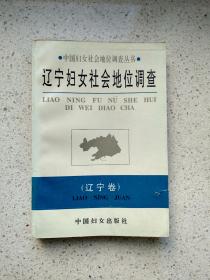 ●中国妇女社会地位调查丛书●
辽宁妇女社会地位调查
LIAO NING FU NÜ SHE HUI
DI WEI DIAO CHA
(辽宁卷)
LIAO NING JUAN
中国妇女出版社